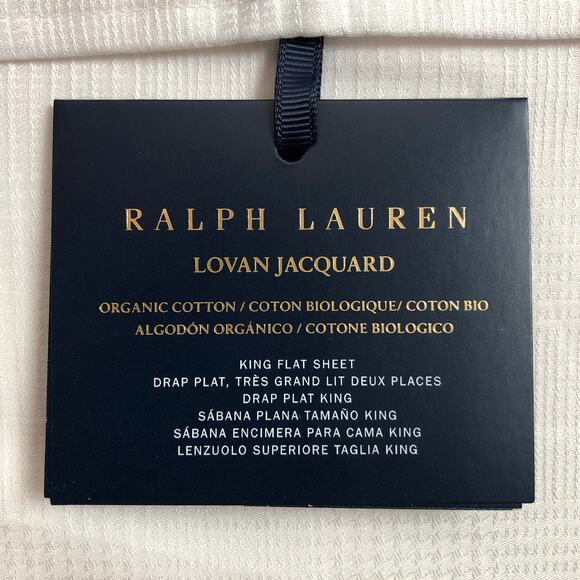 RALPH LAUREN
LOVAN JACQUARD
ORGANIC COTTON / COTON BIOLOGIQUE/ COTON BIO
ALGODÓN ORGÁNICO / COTONE BIOLOGICO
KING FLAT SHEET
DRAP PLAT, TRÈS GRAND LIT DEUX PLACES
DRAP PLAT KING
SÁBANA PLANA TAMAÑO KING
SÁBANA ENCIMERA PARA CAMA KING
LENZUOLO SUPERIORE TAGLIA KING